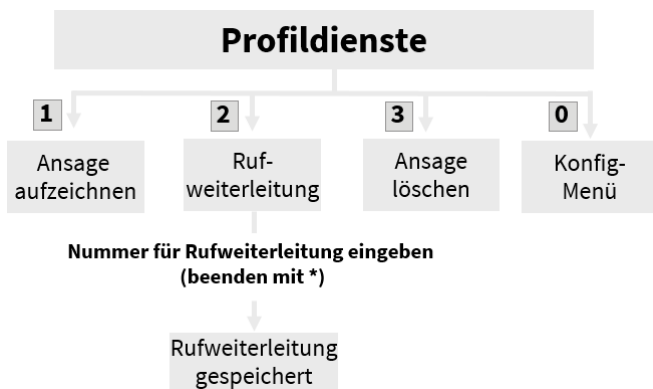 Profildienste
1
2
3
0
Ansage
aufzeichnen
Ruf-
weiterleitung
Ansage
löschen
Konfig-
Menü
Nummer für Rufweiterleitung eingeben
(beenden mit *)
Rufweiterleitung
gespeichert